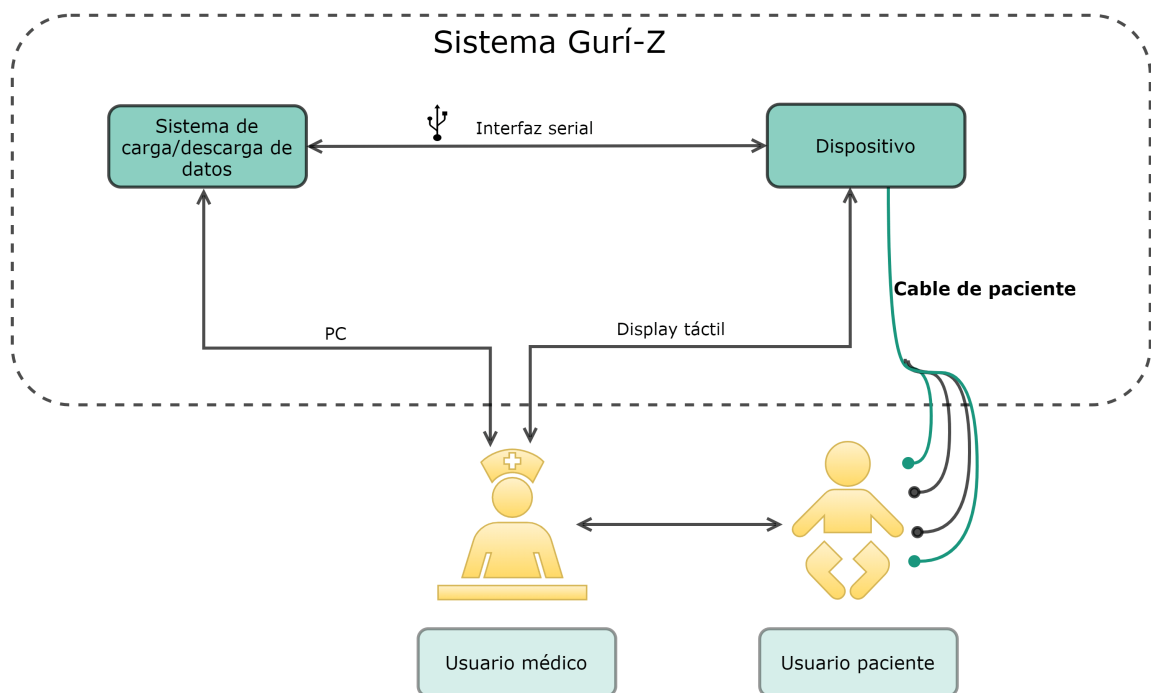 Sistema Gurí-Z
Sistema de
carga/descarga de
datos
Interfaz serial
Dispositivo
Cable de paciente
PC
Display táctil
Usuario médico
Usuario paciente